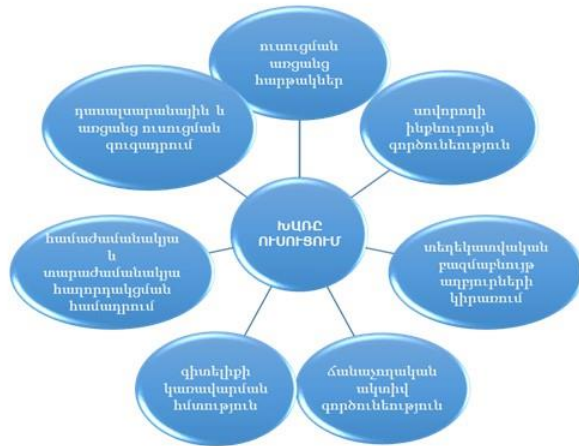 ուսուցման
առցանց
հարթակներ
սովորողի
ինքնուրույն
գործունեություն
տեղեկատվական
բազմաբնույթ
աղբյուրների
կիրառում
ճանաչողական
ակտիվ
գործունեություն
գիտելիքի
կառավարման
հմտություն
համաժամանակյա
և
տարաժամանակյա
հաղորդակցման
համադրում
դասալսարանային և
առցանց ուսուցման
զուգադրում
ԽԱՌԸ
ՈՒՍՈՒՑՈՒՄ